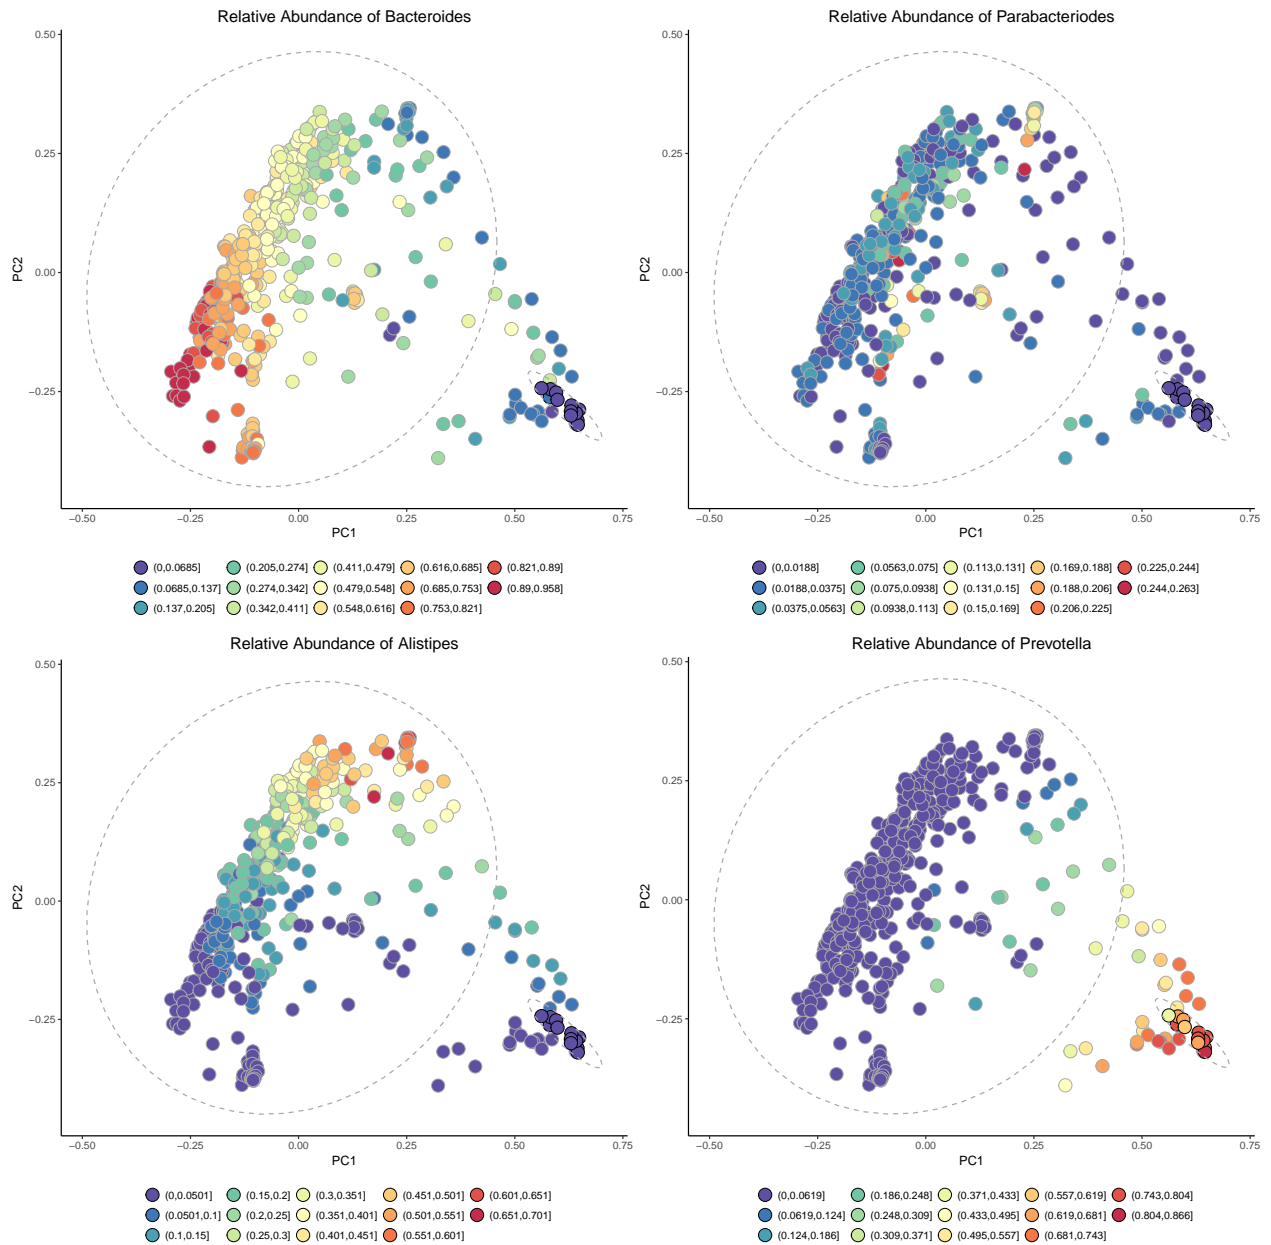 Relative Abundance of Bacteroides
0.50
0.25
0.00
−0.25
PC2
−0.50 −0.25 0.00 0.25 0.50 0.75
PC1
(0,0.0685] (0.205,0.274] (0.411,0.479] (0.616,0.685] (0.821,0.89]
(0.0685,0.137] (0.274,0.342] (0.479,0.548] (0.685,0.753] (0.89,0.958]
(0.137,0.205] (0.342,0.411] (0.548,0.616] (0.753,0.821]
Relative Abundance of Parabacteriodes
0.50
0.25
0.00
−0.25
PC2
−0.50 −0.25 0.00 0.25 0.50 0.75
PC1
(0,0.0188] (0.0563,0.075] (0.113,0.131] (0.169,0.188] (0.225,0.244]
(0.0188,0.0375] (0.075,0.0938] (0.131,0.15] (0.188,0.206] (0.244,0.263]
(0.0375,0.0563] (0.0938,0.113] (0.15,0.169] (0.206,0.225]
Relative Abundance of Alistipes
0.50
0.25
0.00
−0.25
PC2
−0.50 −0.25 0.00 0.25 0.50 0.75
PC1
(0,0.0501] (0.15,0.2] (0.3,0.351] (0.451,0.501] (0.601,0.651]
(0.0501,0.1] (0.2,0.25] (0.351,0.401] (0.501,0.551] (0.651,0.701]
(0.1,0.15] (0.25,0.3] (0.401,0.451] (0.551,0.601]
Relative Abundance of Prevotella
0.50
0.25
0.00
−0.25
PC2
−0.50 −0.25 0.00 0.25 0.50 0.75
PC1
(0,0.0619] (0.186,0.248] (0.371,0.433] (0.557,0.619] (0.743,0.804]
(0.0619,0.124] (0.248,0.309] (0.433,0.495] (0.619,0.681] (0.804,0.866]
(0.124,0.186] (0.309,0.371] (0.495,0.557] (0.681,0.743]